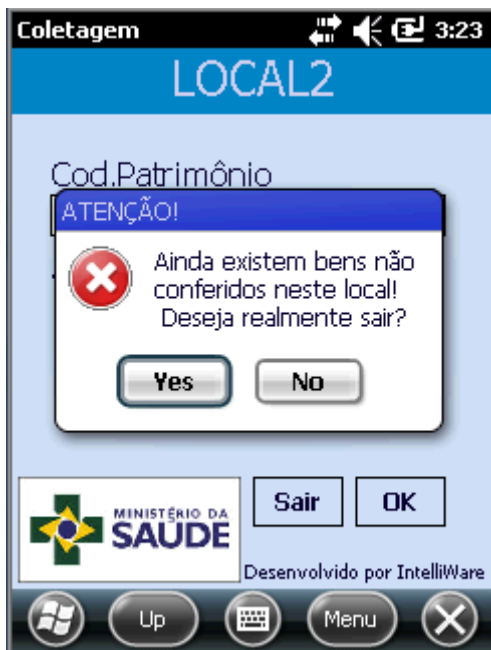 Coletagem 3:23
LOCAL2
Cod.Patrimônio
ATENÇÃO!
Ainda existem bens não
conferidos neste local!
Deseja realmente sair?
Yes No
MINISTÉRIO DA
SAÚDE
Sair OK
Desenvolvido por IntelliWare
Up Menu